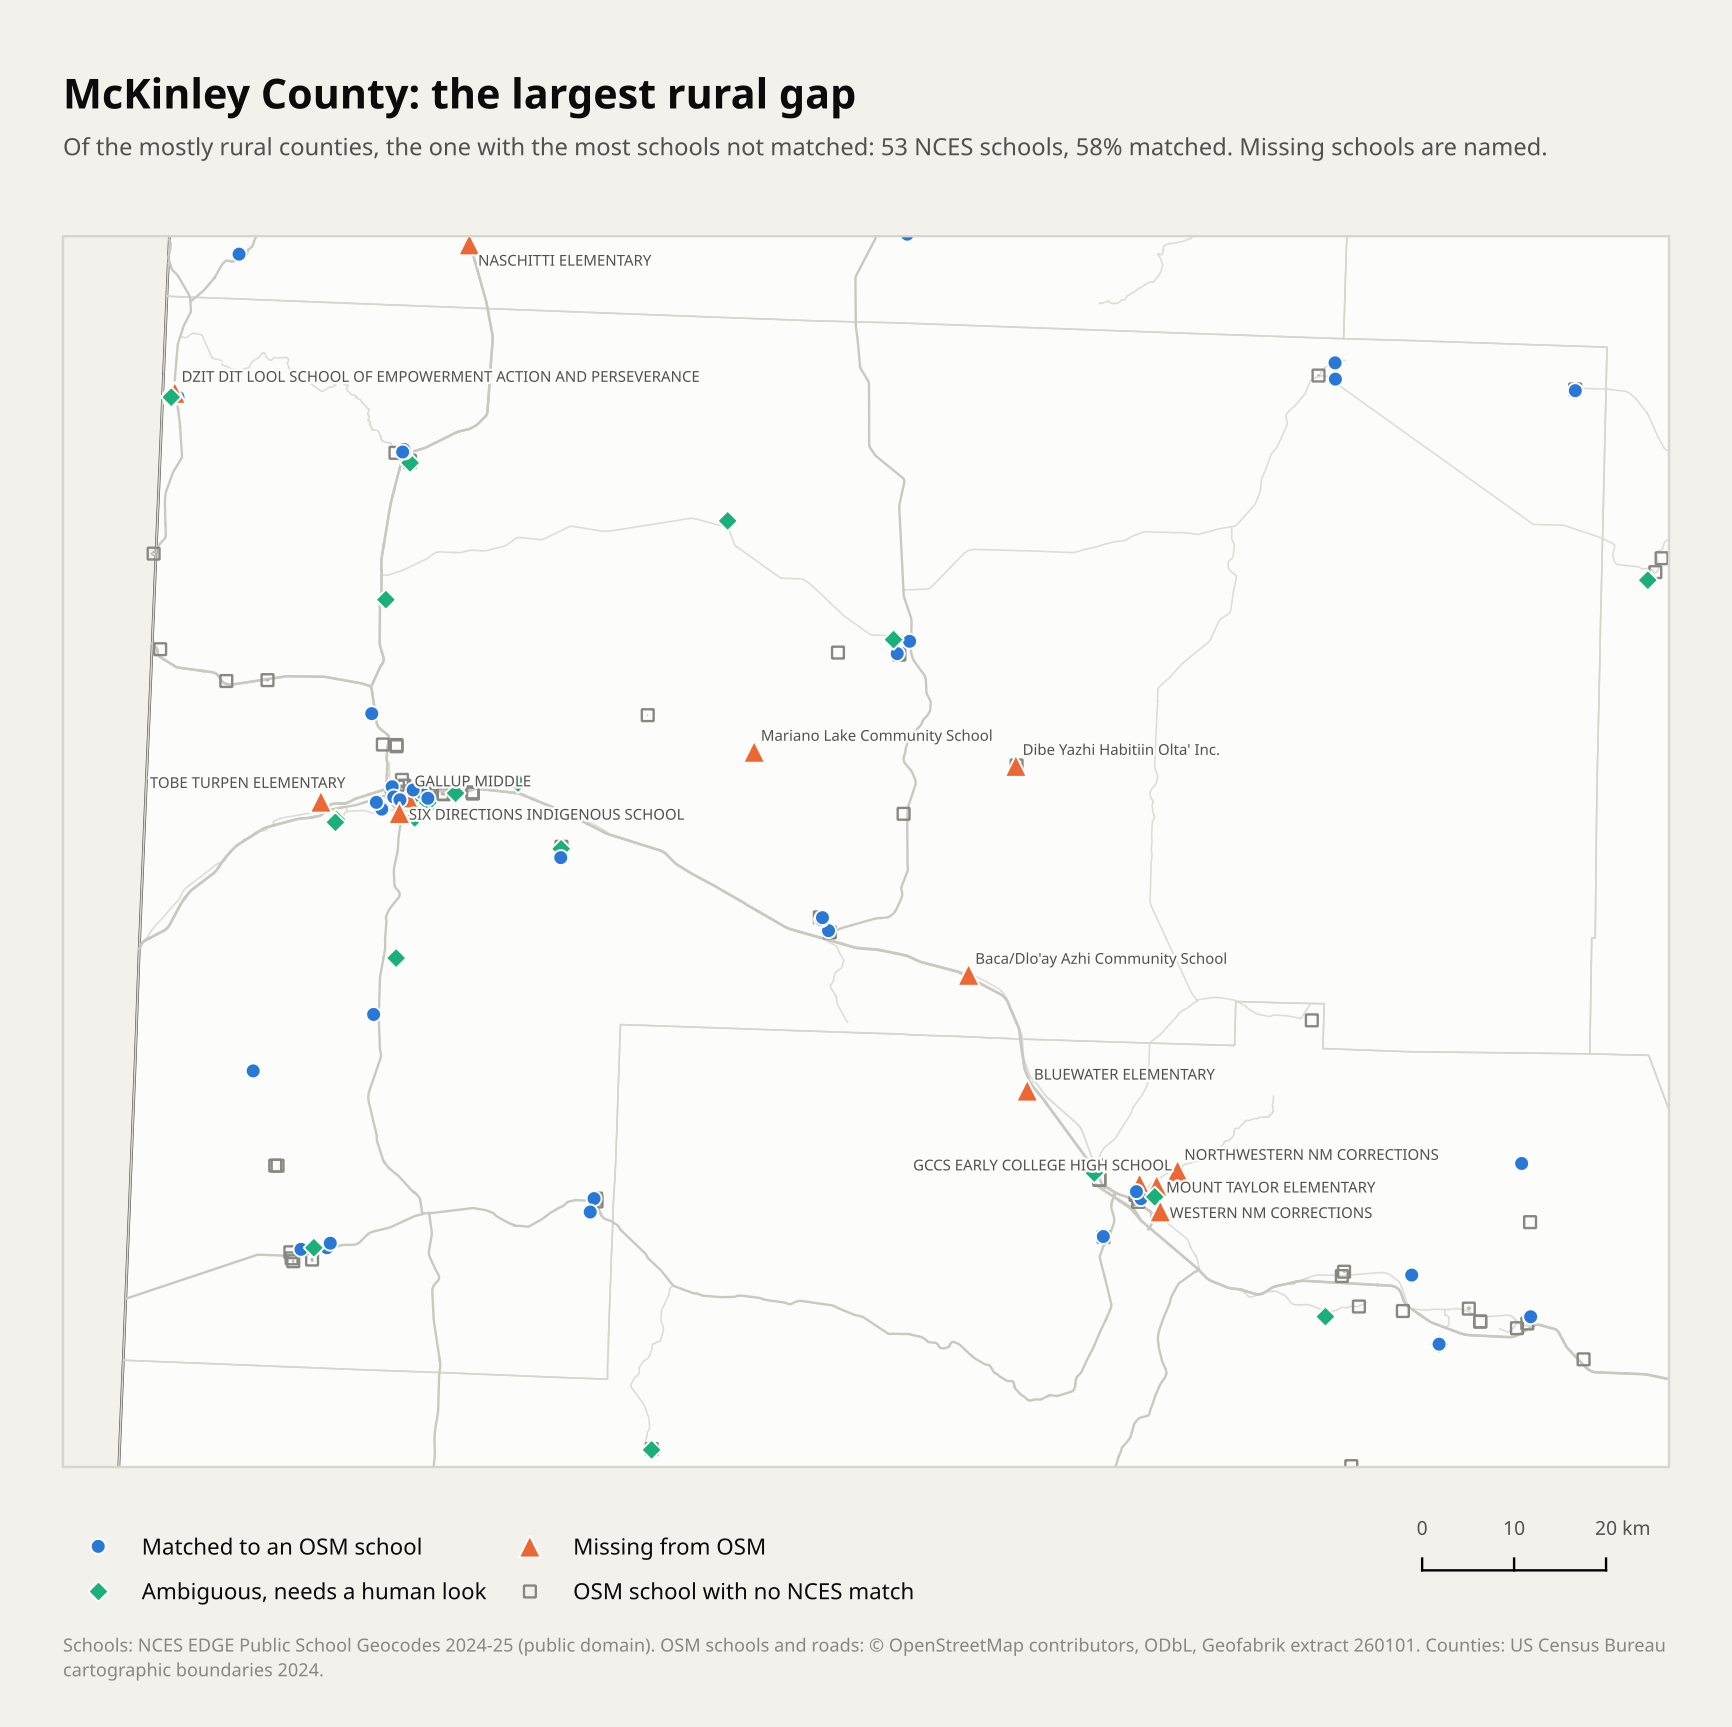 McKinley County: the largest rural gap
Of the mostly rural counties, the one with the most schools not matched: 53 NCES schools, 58% matched. Missing schools are named.
NASCHITTI ELEMENTARY
DZIT DIT LOOL SCHOOL OF EMPOWERMENT ACTION AND PERSEVERANCE
Mariano Lake Community School
Dibe Yazhi Habitiin Olta' Inc.
TOBE TURPEN ELEMENTARY
GALLUP MIDDLE
SIX DIRECTIONS INDIGENOUS SCHOOL
Baca/Dlo'ay Azhi Community School
BLUEWATER ELEMENTARY
NORTHWESTERN NM CORRECTIONS
GCCS EARLY COLLEGE HIGH SCHOOL
MOUNT TAYLOR ELEMENTARY
WESTERN NM CORRECTIONS
0 10 20 km
Matched to an OSM school
Missing from OSM
Ambiguous, needs a human look
OSM school with no NCES match
Schools: NCES EDGE Public School Geocodes 2024-25 (public domain). OSM schools and roads: © OpenStreetMap contributors, ODbL, Geofabrik extract 260101. Counties: US Census Bureau
cartographic boundaries 2024.